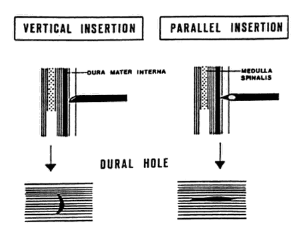 VERTICAL INSERTION
PARALLEL INSERTION
DURA MATER INTERNA
MEDULLA
SPINALIS
DURAL HOLE